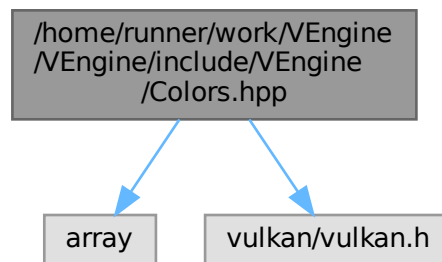 /home/runner/work/VEngine
/VEngine/include/VEngine
/Colors.hpp
array
vulkan/vulkan.h